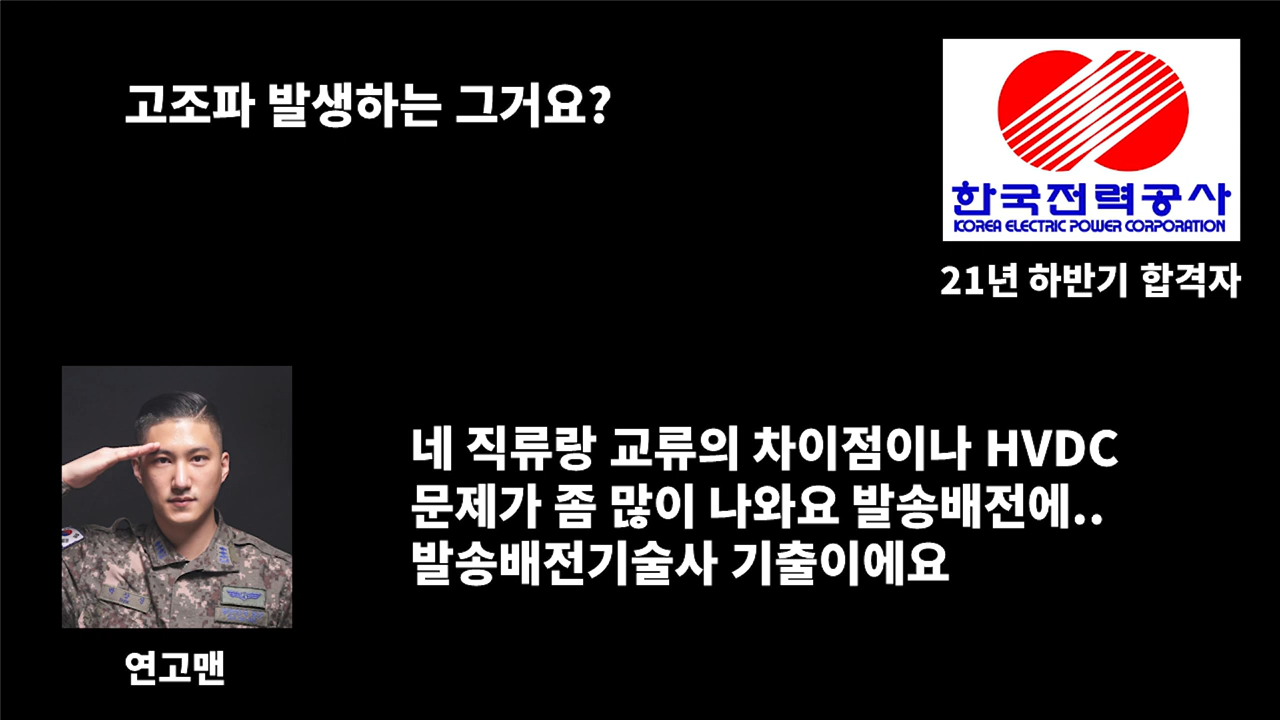 고조파 발생하는 그거요?
한국전력공사
KOREA ELECTRIC POWER CORPORATION
21년 하반기 합격자
네 직류랑 교류의 차이점이나 HVDC
문제가 좀 많이 나와요 발송배전에..
발송배전기술사 기출이에요
연고맨